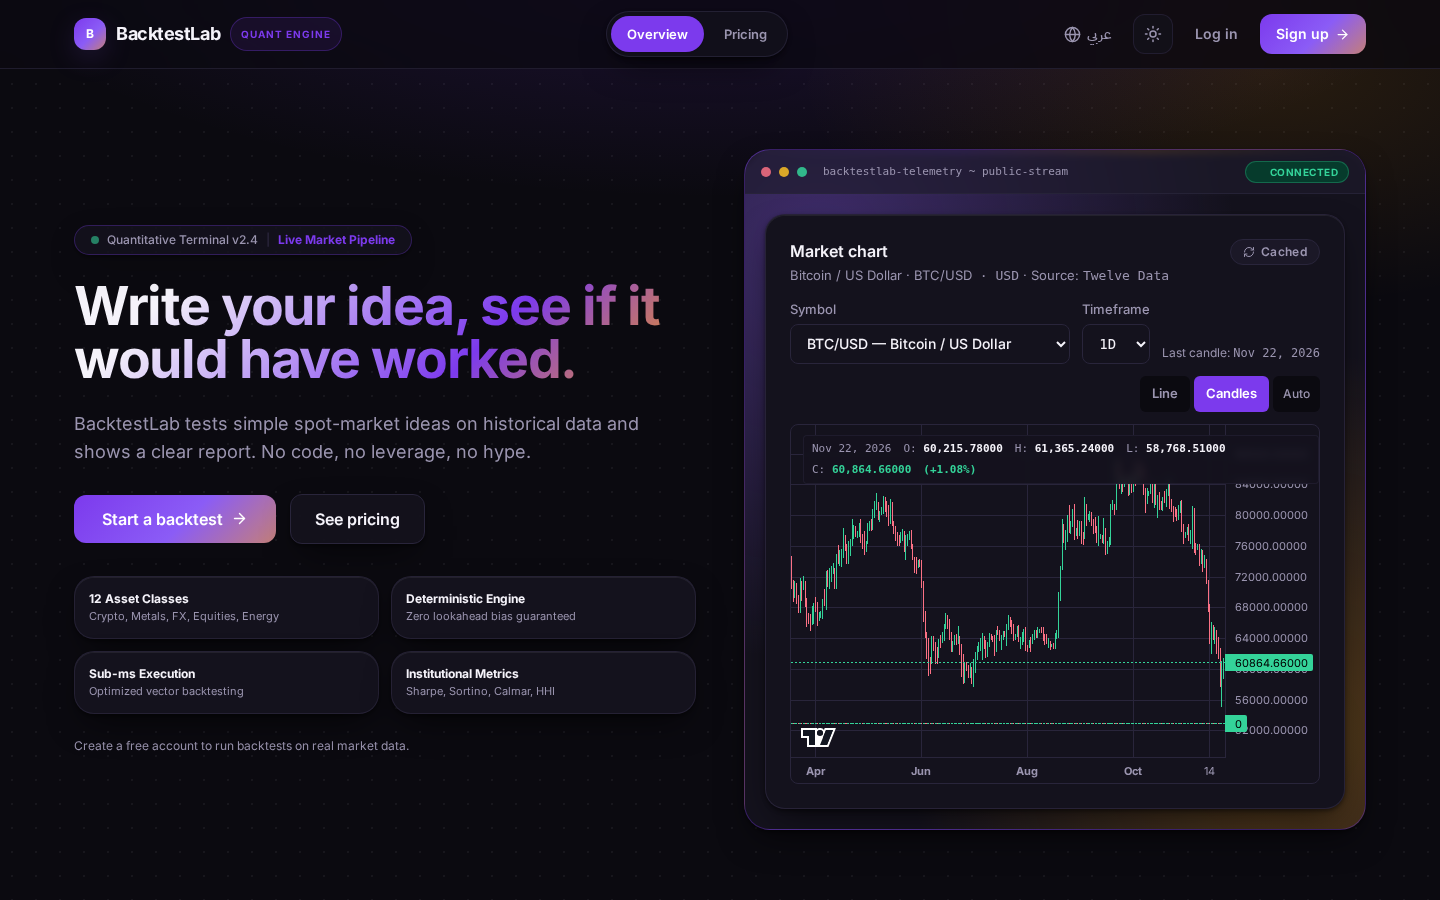 B BacktestLab QUANT ENGINE
Overview Pricing
عربي Log in Sign up →
Quantitative Terminal v2.4 | Live Market Pipeline
Write your idea, see if it
would have worked.
BacktestLab tests simple spot-market ideas on historical data and
shows a clear report. No code, no leverage, no hype.
Start a backtest →
See pricing
12 Asset Classes
Crypto, Metals, FX, Equities, Energy
Deterministic Engine
Zero lookahead bias guaranteed
Sub-ms Execution
Optimized vector backtesting
Institutional Metrics
Sharpe, Sortino, Calmar, HHI
Create a free account to run backtests on real market data.
backtestlab-telemetry ~ public-stream
CONNECTED
Market chart
Cached
Bitcoin / US Dollar · BTC/USD · USD · Source: Twelve Data
Symbol
Timeframe
BTC/USD — Bitcoin / US Dollar
1D
Last candle: Nov 22, 2026
Line Candles Auto
Nov 22, 2026 O: 60,215.78000 H: 61,365.24000 L: 58,768.51000
C: 60,864.66000 (+1.08%)
84000.00000
80000.00000
76000.00000
72000.00000
68000.00000
64000.00000
60864.66000
56000.00000
0
Apr Jun Aug Oct 14